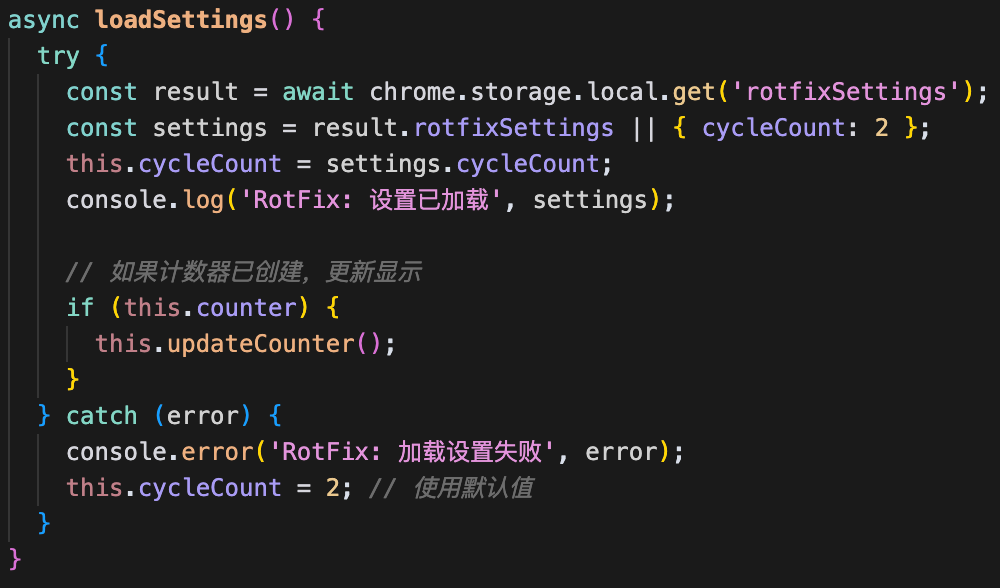 async loadSettings() {
  try {
    const result = await chrome.storage.local.get('rotfixSettings');
    const settings = result.rotfixSettings || { cycleCount: 2 };
    this.cycleCount = settings.cycleCount;
    console.log('RotFix: 设置已加载', settings);

    // 如果计数器已创建，更新显示
    if (this.counter) {
      this.updateCounter();
    }
  } catch (error) {
    console.error('RotFix: 加载设置失败', error);
    this.cycleCount = 2; // 使用默认值
  }
}